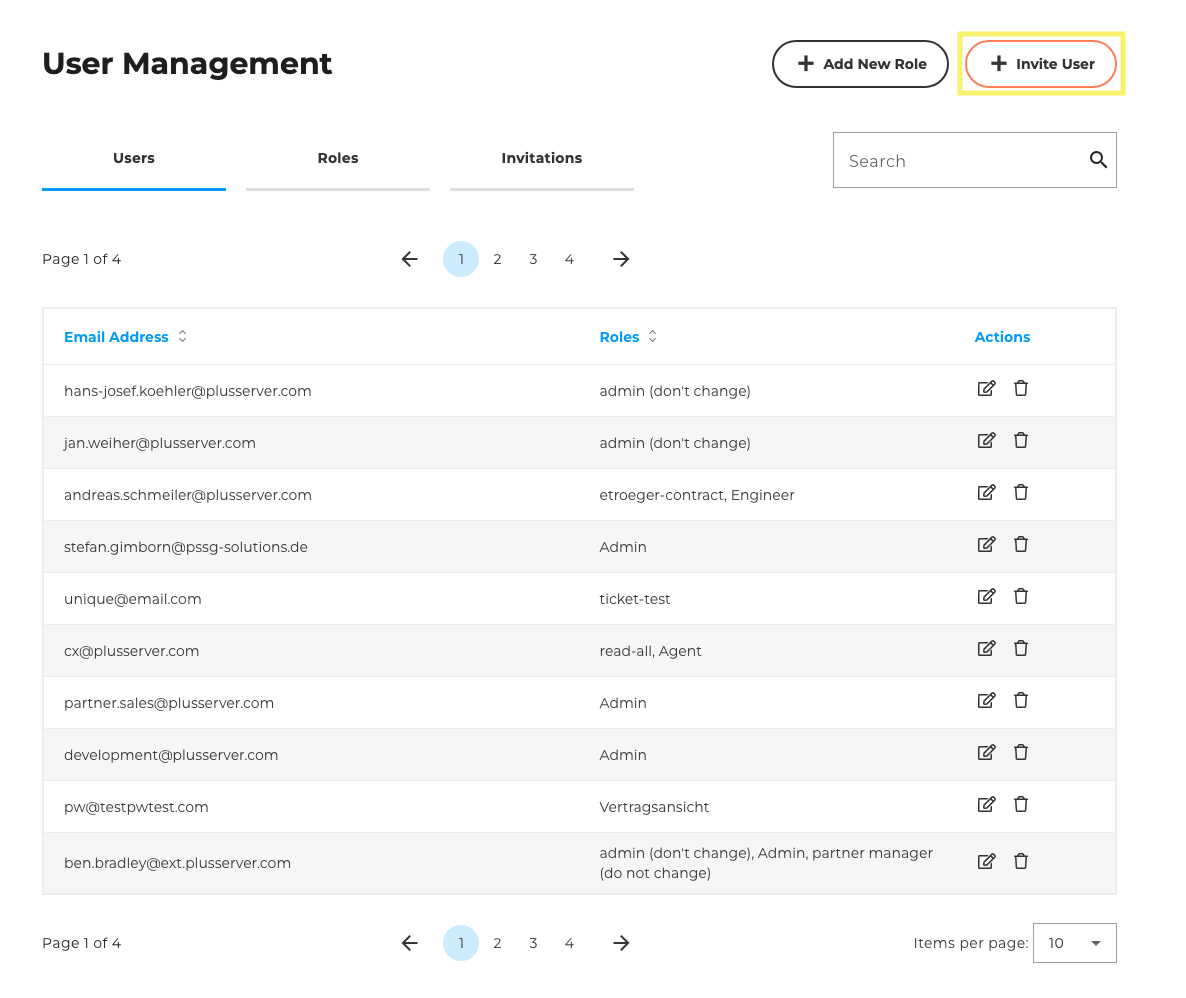 User Management
Add New Role
Invite User
Users Roles Invitations
Search
Page 1 of 4
1 2 3 4
Email Address Roles Actions
hans-josef.koehler@plusserver.com admin (don't change)
jan.weiher@plusserver.com admin (don't change)
andreas.schmeiler@plusserver.com etroeger-contract, Engineer
stefan.gimborn@pssg-solutions.de Admin
unique@email.com ticket-test
cx@plusserver.com read-all, Agent
partner.sales@plusserver.com Admin
development@plusserver.com Admin
pw@testpwtest.com Vertragsansicht
ben.bradley@ext.plusserver.com admin (don't change), Admin, partner manager
(do not change)
Page 1 of 4
1 2 3 4
Items per page: 10